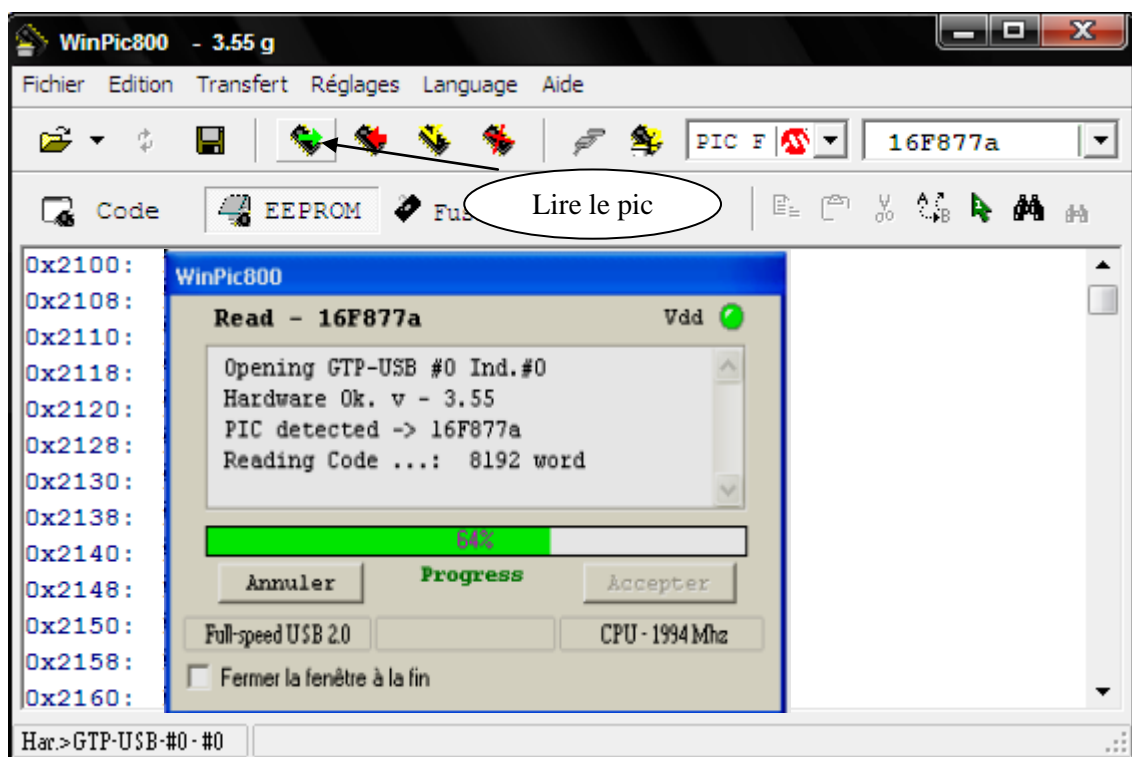 WinPic800 - 3.55 g
Fichier Edition Transfert Réglages Language Aide
PIC F 16F877a
Code EEPROM Fus
Lire le pic
0x2100:
0x2108:
0x2110:
0x2118:
0x2120:
0x2128:
0x2130:
0x2138:
0x2140:
0x2148:
0x2150:
0x2158:
0x2160:
WinPic800
Read - 16F877a Vdd
Opening GTP-USB #0 Ind.#0
Hardware Ok. v - 3.55
PIC detected -> 16F877a
Reading Code ...: 8192 word
64%
Annuler Progress Accepter
Full-speed USB 2.0 CPU - 1994 Mhz
Fermer la fenêtre à la fin
Har.>GTP-USB-#0 - #0